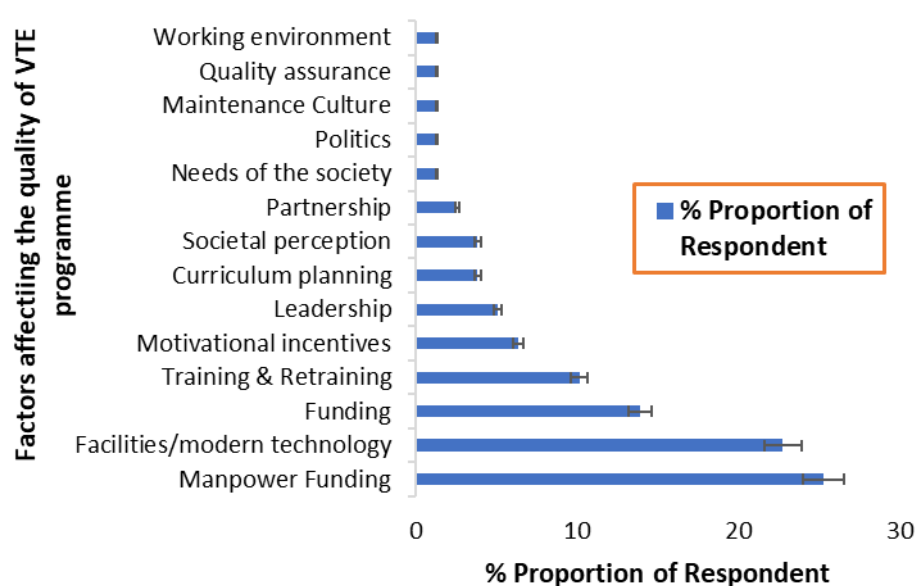 Factors affectiing the quality of VTE
programme
Working environment
Quality assurance
Maintenance Culture
Politics
Needs of the society
Partnership
Societal perception
Curriculum planning
Leadership
Motivational incentives
Training & Retraining
Funding
Facilities/modern technology
Manpower Funding
% Proportion of
Respondent
0 10 20 30
% Proportion of Respondent